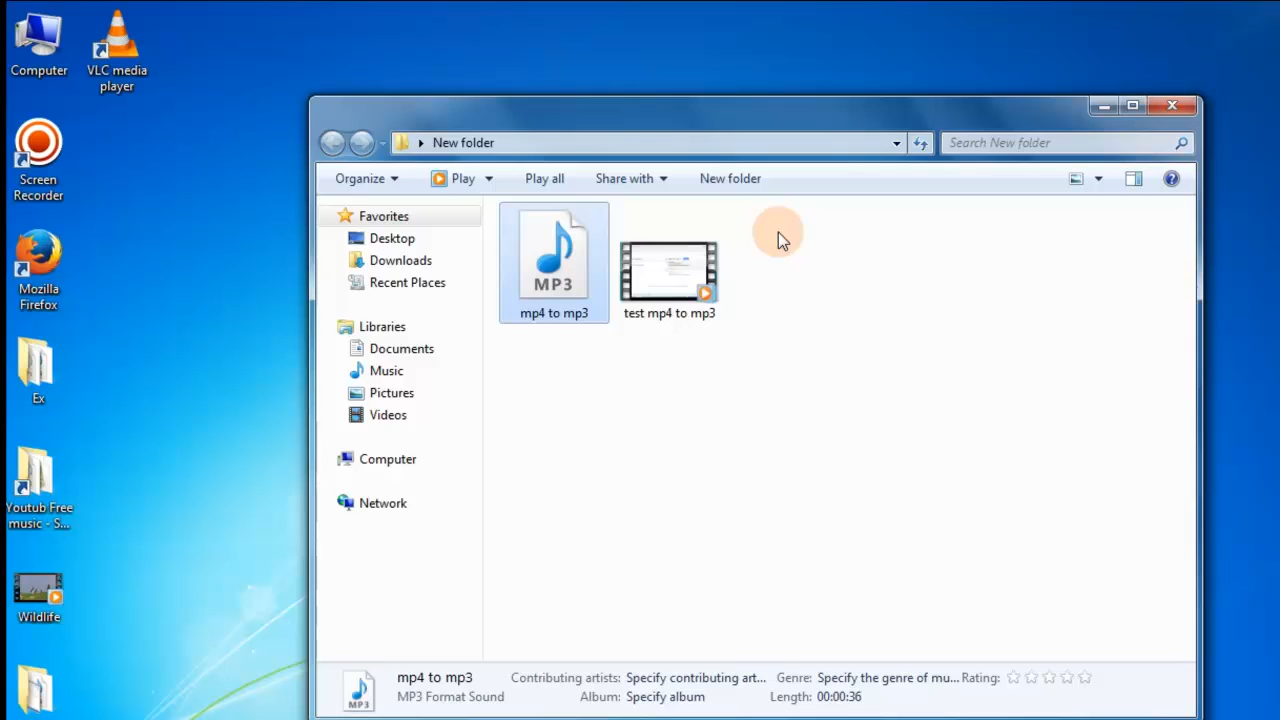 Computer
VLC media
player
Screen
Recorder
Mozilla
Firefox
Ex
Youtub Free
music - S...
Wildlife
New folder
Search New folder
Organize
Play
Play all
Share with
New folder
Favorites
Desktop
Downloads
Recent Places
Libraries
Documents
Music
Pictures
Videos
Computer
Network
MP3
mp4 to mp3
test mp4 to mp3
MP3
mp4 to mp3 Contributing artists: Specify contributing art... Genre: Specify the genre of mu... Rating:
MP3 Format Sound Album: Specify album Length: 00:00:36